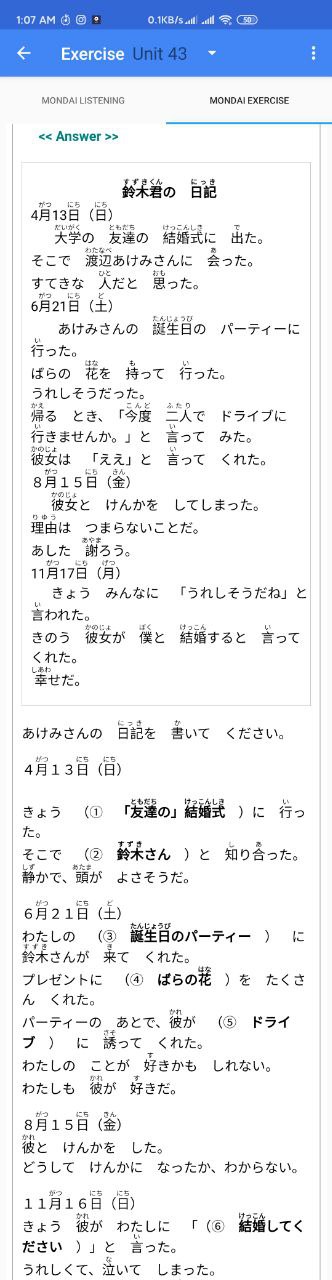 1:07 AM 0.1KB/s 50
Exercise Unit 43
MONDAI LISTENING MONDAI EXERCISE
<< Answer >>
鈴木君の 日記
4月13日（日）
大学の 友達の 結婚式に 出た。
そこで 渡辺あけみさんに 会った。
すてきな 人だと 思った。
6月21日（土）
あけみさんの 誕生日の パーティーに
行った。
ばらの 花を 持って 行った。
うれしそうだった。
帰る とき、「今度 二人で ドライブに
行きませんか。」と 言って みた。
彼女は 「ええ」と 言って くれた。
８月１５日（金）
彼女と けんかを してしまった。
理由は つまらないことだ。
あした 謝ろう。
11月17日（月）
きょう みんなに 「うれしそうだね」と
言われた。
きのう 彼女が 僕と 結婚すると 言って
くれた。
幸せだ。
あけみさんの 日記を 書いて ください。
４月１３日（日）
きょう （① 「友達の」結婚式 ）に 行っ
た。
そこで （② 鈴木さん ）と 知り合った。
静かで、頭が よさそうだ。
６月２１日（土）
わたしの （③ 誕生日のパーティー ） に
鈴木さんが 来て くれた。
プレゼントに （④ ばらの花 ）を たくさ
ん くれた。
パーティーの あとで、彼が （⑤ ドライ
ブ ） に 誘って くれた。
わたしの ことが 好きかも しれない。
わたしも 彼が 好きだ。
８月１５日（金）
彼と けんかを した。
どうして けんかに なったか、わからない。
１１月１６日（日）
きょう 彼が わたしに 「（⑥ 結婚してく
ださい ）」と 言った。
うれしくて、泣いて しまった。